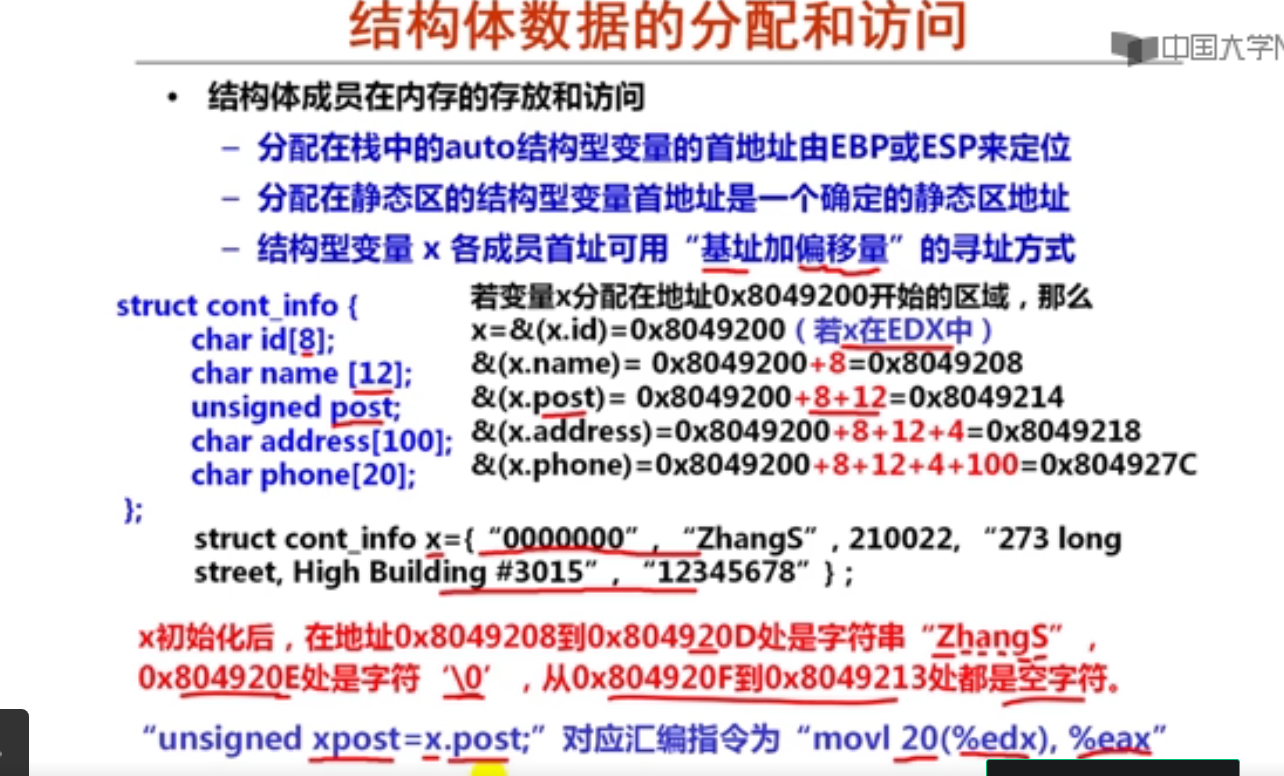 结构体数据的分配和访问
中国大学
• 结构体成员在内存的存放和访问
– 分配在栈中的auto结构型变量的首地址由EBP或ESP来定位
– 分配在静态区的结构型变量首地址是一个确定的静态区地址
– 结构型变量 x 各成员首址可用“基址加偏移量”的寻址方式
struct cont_info {
char id[8];
char name [12];
unsigned post;
char address[100];
char phone[20];
};
若变量x分配在地址0x8049200开始的区域，那么
x=&(x.id)=0x8049200（若x在EDX中）
&(x.name)= 0x8049200+8=0x8049208
&(x.post)= 0x8049200+8+12=0x8049214
&(x.address)=0x8049200+8+12+4=0x8049218
&(x.phone)=0x8049200+8+12+4+100=0x804927C
struct cont_info x={“0000000”, “ZhangS”, 210022, “273 long
street, High Building #3015”, “12345678”};
x初始化后，在地址0x8049208到0x804920D处是字符串“ZhangS”，
0x804920E处是字符‘\0’，从0x804920F到0x8049213处都是空字符。
“unsigned xpost=x.post;”对应汇编指令为“movl 20(%edx), %eax”